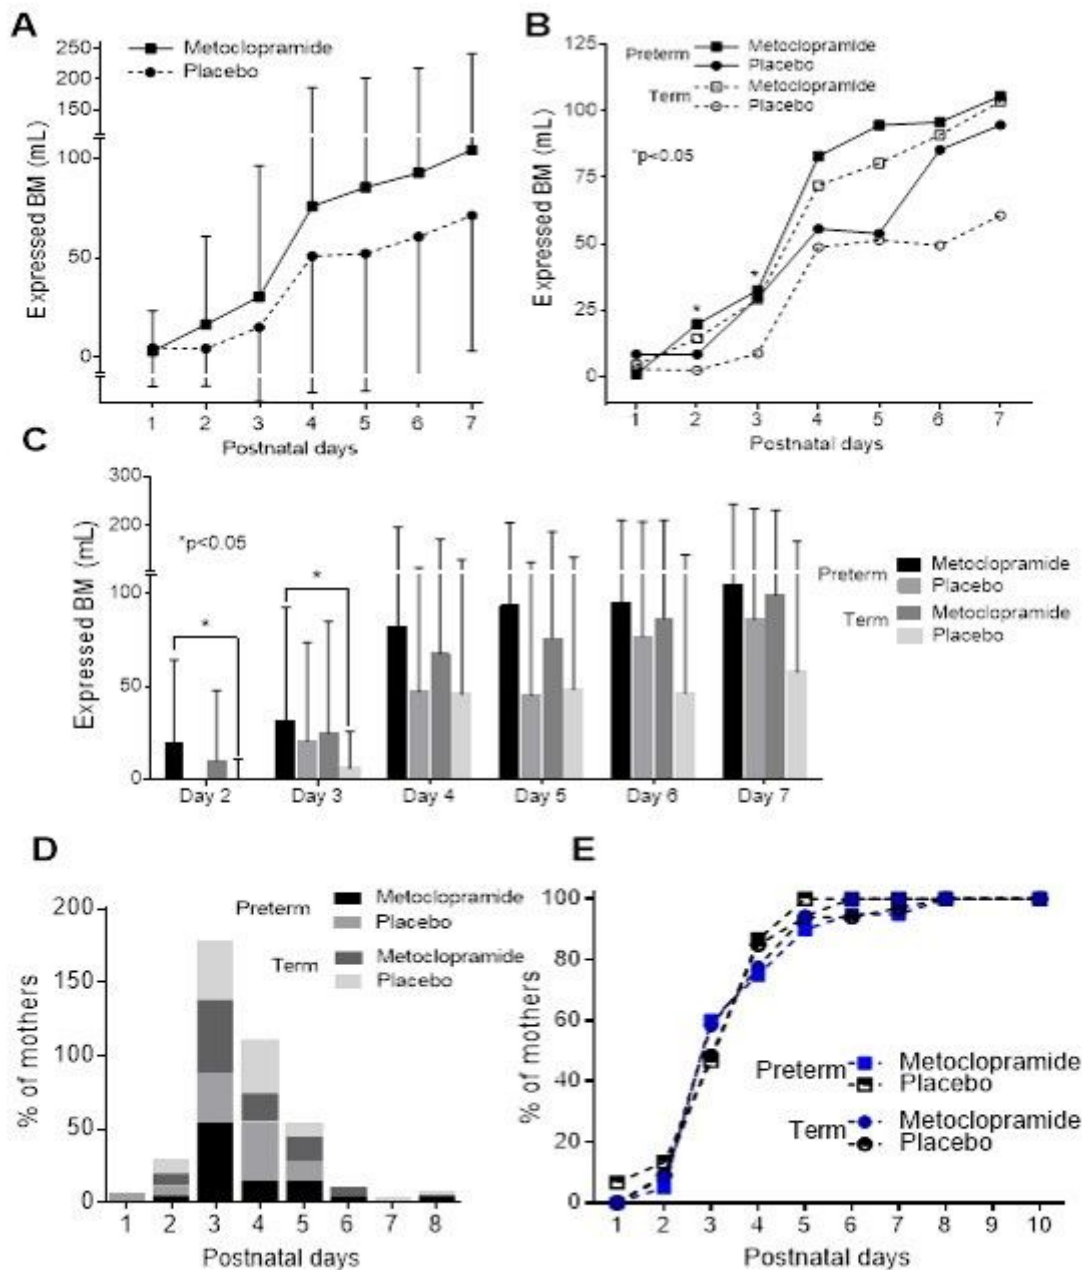 A
Expressed BM (mL)
250
200
150
100
50
0
Metoclopramide
Placebo
1 2 3 4 5 6 7
Postnatal days
B
Expressed BM (mL)
125
100
75
50
25
0
Preterm
Metoclopramide
Placebo
Term
Metoclopramide
Placebo
*p<0.05
*
*
1 2 3 4 5 6 7
Postnatal days
C
Expressed BM (mL)
300
200
100
50
0
*p<0.05
*
*
Day 2 Day 3 Day 4 Day 5 Day 6 Day 7
Preterm
Metoclopramide
Placebo
Term
Metoclopramide
Placebo
D
% of mothers
200
150
100
50
0
Preterm
Metoclopramide
Placebo
Term
Metoclopramide
Placebo
1 2 3 4 5 6 7 8
Postnatal days
E
% of mothers
100
80
60
40
20
0
Preterm
Metoclopramide
Placebo
Term
Metoclopramide
Placebo
1 2 3 4 5 6 7 8 9 10
Postnatal days